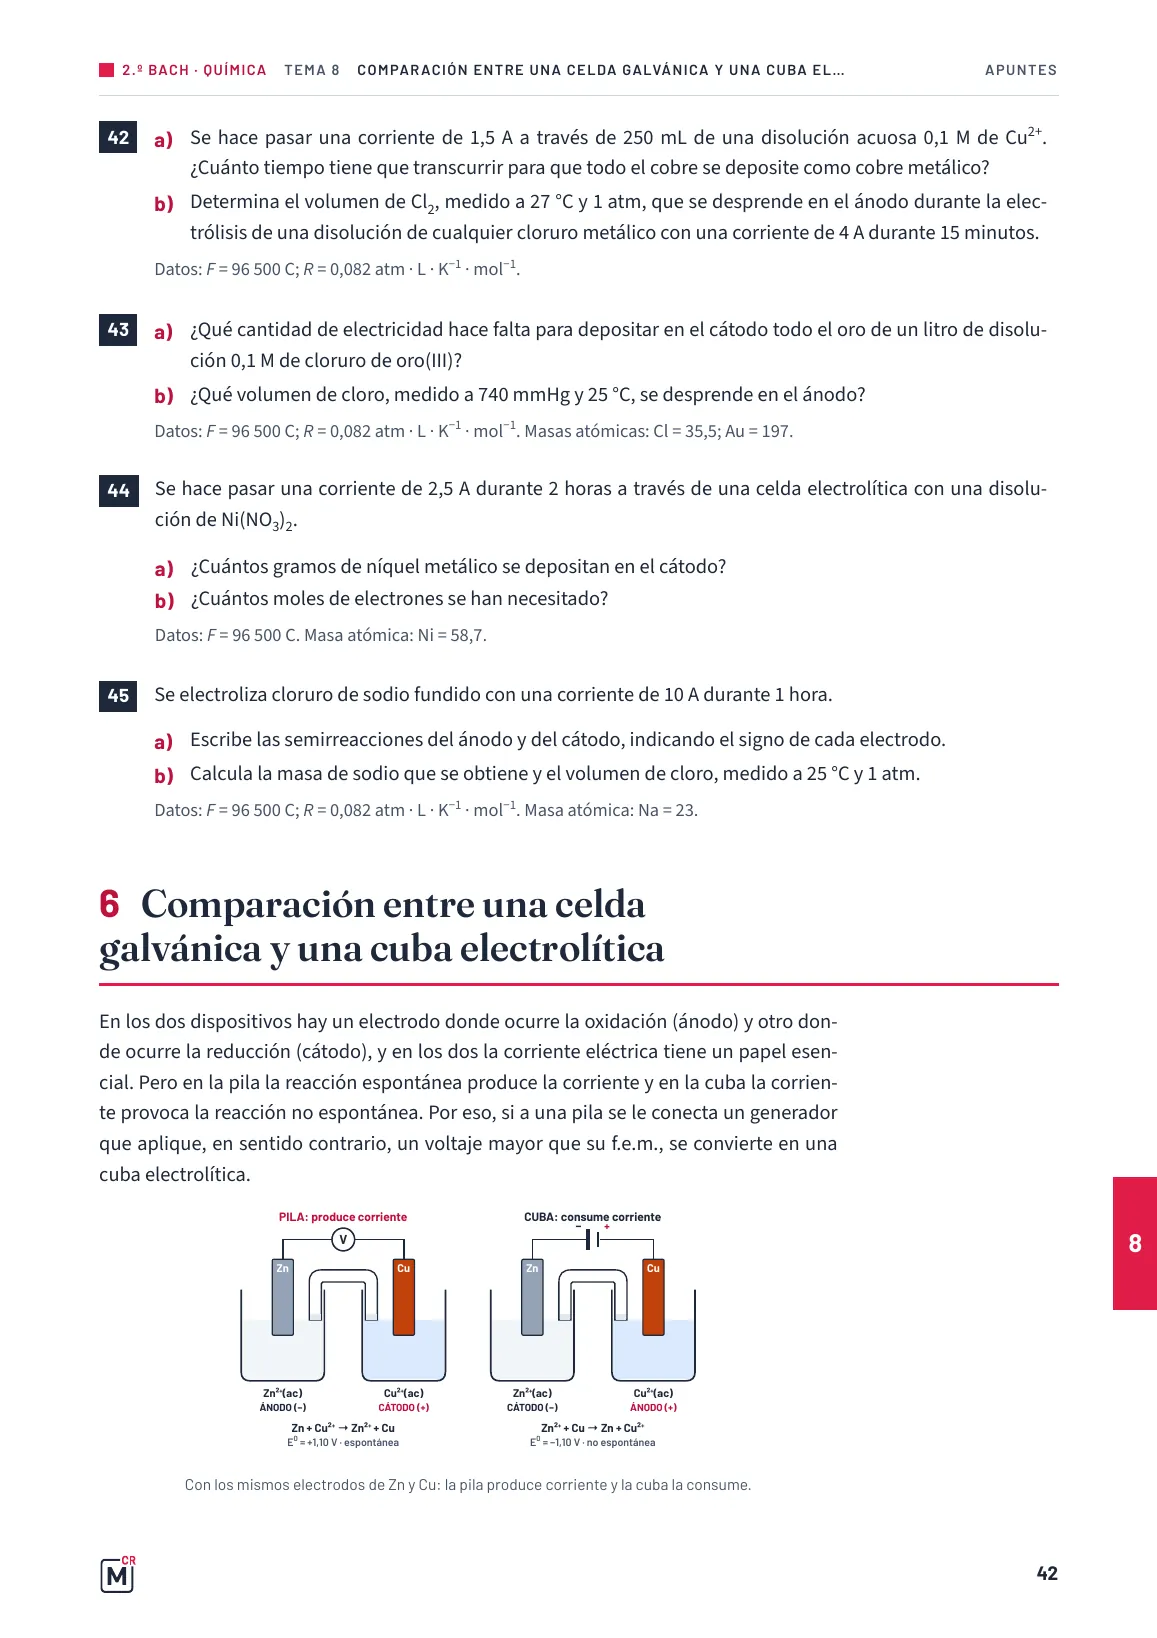 2.º BACH · QUÍMICA TEMA 8 COMPARACIÓN ENTRE UNA CELDA GALVÁNICA Y UNA CUBA EL… APUNTES
42 a) Se hace pasar una corriente de 1,5 A a través de 250 mL de una disolución acuosa 0,1 M de Cu²⁺.
¿Cuánto tiempo tiene que transcurrir para que todo el cobre se deposite como cobre metálico?
b) Determina el volumen de Cl₂, medido a 27 °C y 1 atm, que se desprende en el ánodo durante la elec-
trólisis de una disolución de cualquier cloruro metálico con una corriente de 4 A durante 15 minutos.
Datos: F = 96 500 C; R = 0,082 atm · L · K⁻¹ · mol⁻¹.
43 a) ¿Qué cantidad de electricidad hace falta para depositar en el cátodo todo el oro de un litro de disolu-
ción 0,1 M de cloruro de oro(III)?
b) ¿Qué volumen de cloro, medido a 740 mmHg y 25 °C, se desprende en el ánodo?
Datos: F = 96 500 C; R = 0,082 atm · L · K⁻¹ · mol⁻¹. Masas atómicas: Cl = 35,5; Au = 197.
44 Se hace pasar una corriente de 2,5 A durante 2 horas a través de una celda electrolítica con una disolu-
ción de Ni(NO₃)₂.
a) ¿Cuántos gramos de níquel metálico se depositan en el cátodo?
b) ¿Cuántos moles de electrones se han necesitado?
Datos: F = 96 500 C. Masa atómica: Ni = 58,7.
45 Se electroliza cloruro de sodio fundido con una corriente de 10 A durante 1 hora.
a) Escribe las semirreacciones del ánodo y del cátodo, indicando el signo de cada electrodo.
b) Calcula la masa de sodio que se obtiene y el volumen de cloro, medido a 25 °C y 1 atm.
Datos: F = 96 500 C; R = 0,082 atm · L · K⁻¹ · mol⁻¹. Masa atómica: Na = 23.
6 Comparación entre una celda
galvánica y una cuba electrolítica
En los dos dispositivos hay un electrodo donde ocurre la oxidación (ánodo) y otro don-
de ocurre la reducción (cátodo), y en los dos la corriente eléctrica tiene un papel esen-
cial. Pero en la pila la reacción espontánea produce la corriente y en la cuba la corrien-
te provoca la reacción no espontánea. Por eso, si a una pila se le conecta un generador
que aplique, en sentido contrario, un voltaje mayor que su f.e.m., se convierte en una
cuba electrolítica.
PILA: produce corriente
V
Zn Cu
Zn²⁺(ac) Cu²⁺(ac)
ÁNODO (−) CÁTODO (+)
Zn + Cu²⁺ → Zn²⁺ + Cu
E⁰ = +1,10 V · espontánea
CUBA: consume corriente
− +
Zn Cu
Zn²⁺(ac) Cu²⁺(ac)
CÁTODO (−) ÁNODO (+)
Zn²⁺ + Cu → Zn + Cu²⁺
E⁰ = −1,10 V · no espontánea
Con los mismos electrodos de Zn y Cu: la pila produce corriente y la cuba la consume.
8
M CR
42